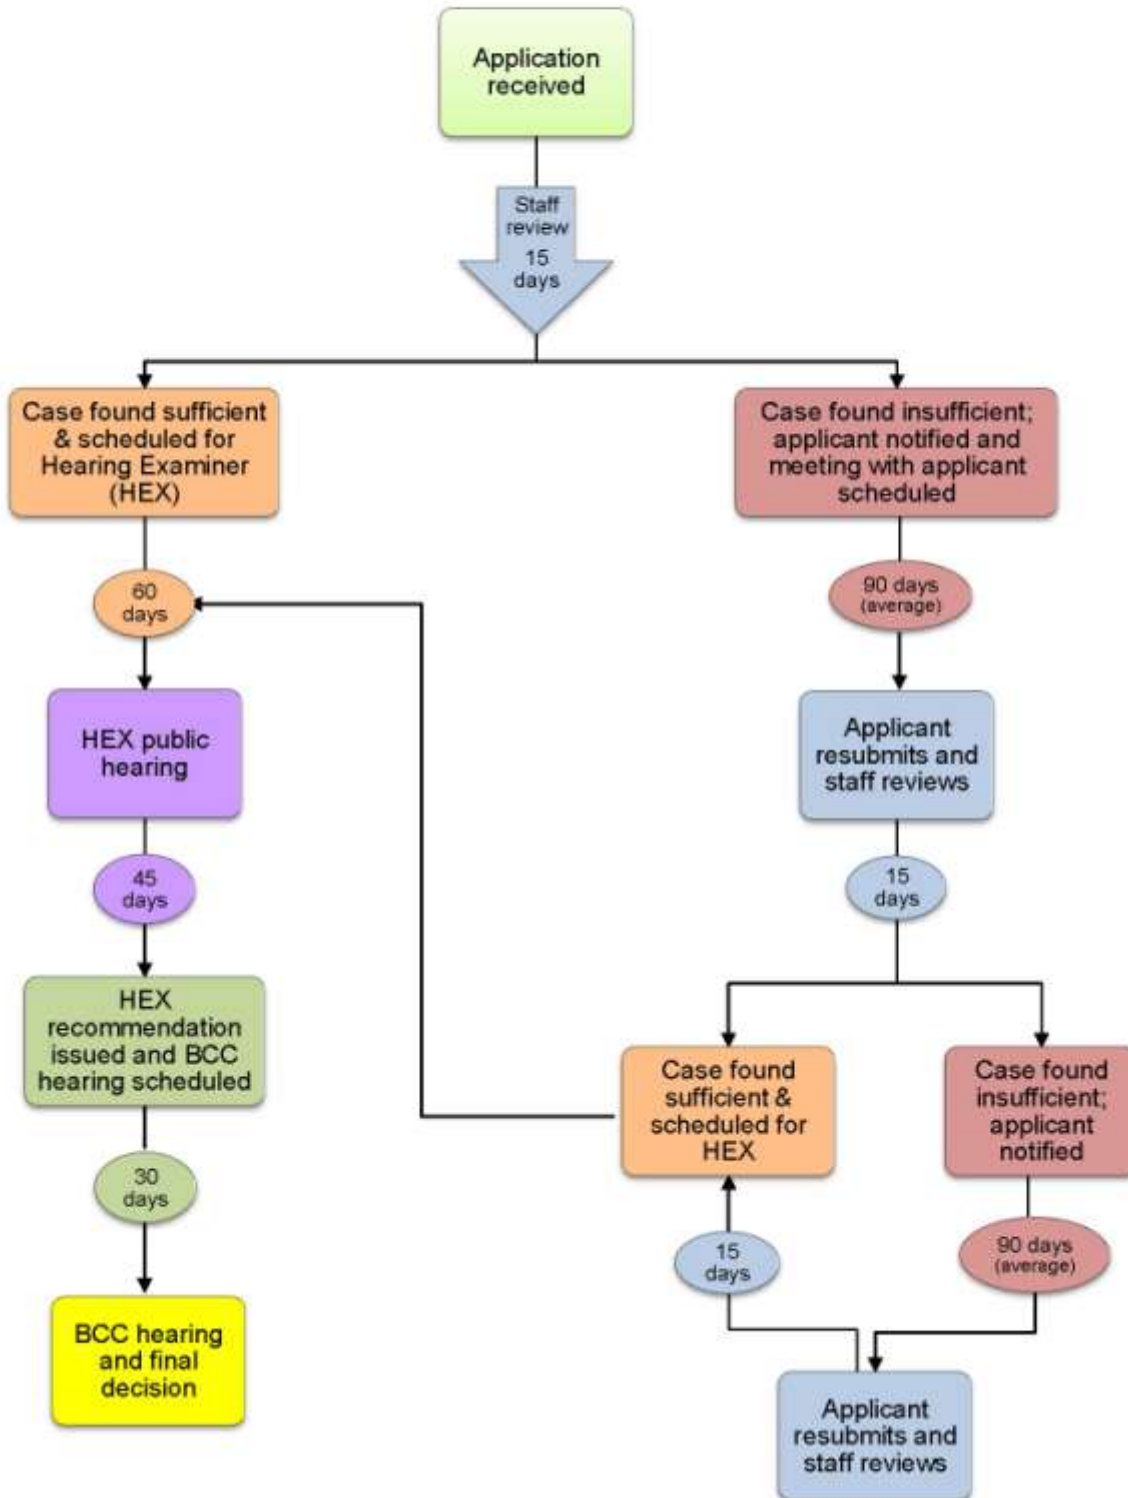 Application
received
Staff
review
15
days
Case found sufficient
& scheduled for
Hearing Examiner
(HEX)
60
days
HEX public
hearing
45
days
HEX
recommendation
issued and BCC
hearing scheduled
30
days
BCC hearing
and final
decision
Case found insufficient;
applicant notified and
meeting with applicant
scheduled
90 days
(average)
Applicant
resubmits and
staff reviews
15
days
Case found
sufficient &
scheduled for
HEX
Case found
insufficient;
applicant
notified
15
days
90 days
(average)
Applicant
resubmits and
staff reviews